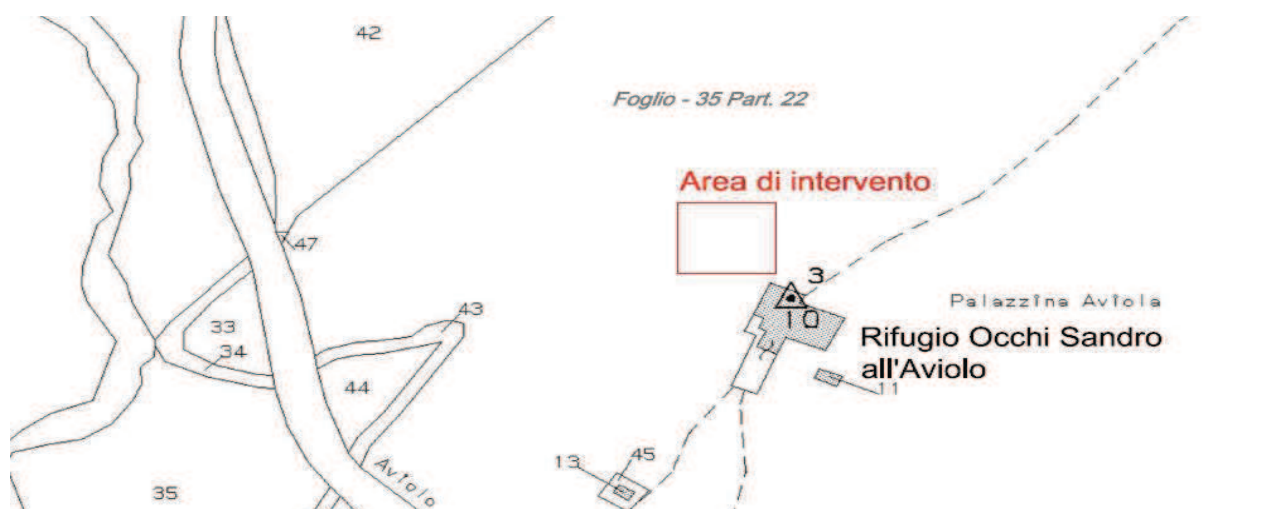 42
Foglio - 35 Part. 22
Area di intervento
47
3
Palazzina Aviola
43
10
33
Rifugio Occhi Sandro
34
all'Aviolo
44
11
Aviolo
45
13
35